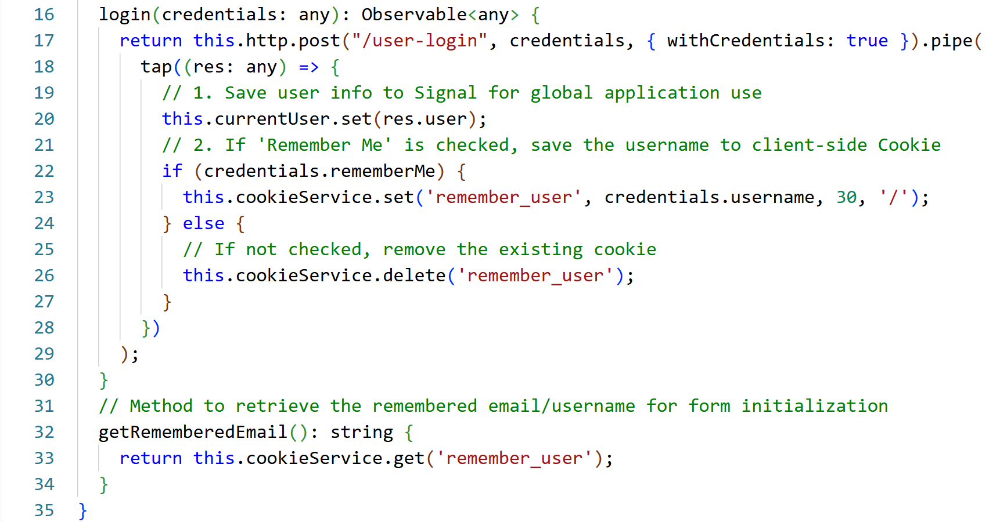 16 login(credentials: any): Observable<any> {
17 return this.http.post("/user-login", credentials, { withCredentials: true }).pipe(
18 tap((res: any) => {
19 // 1. Save user info to Signal for global application use
20 this.currentUser.set(res.user);
21 // 2. If 'Remember Me' is checked, save the username to client-side Cookie
22 if (credentials.rememberMe) {
23 this.cookieService.set('remember_user', credentials.username, 30, '/');
24 } else {
25 // If not checked, remove the existing cookie
26 this.cookieService.delete('remember_user');
27 }
28 })
29 );
30 }
31 // Method to retrieve the remembered email/username for form initialization
32 getRememberedEmail(): string {
33 return this.cookieService.get('remember_user');
34 }
35 }